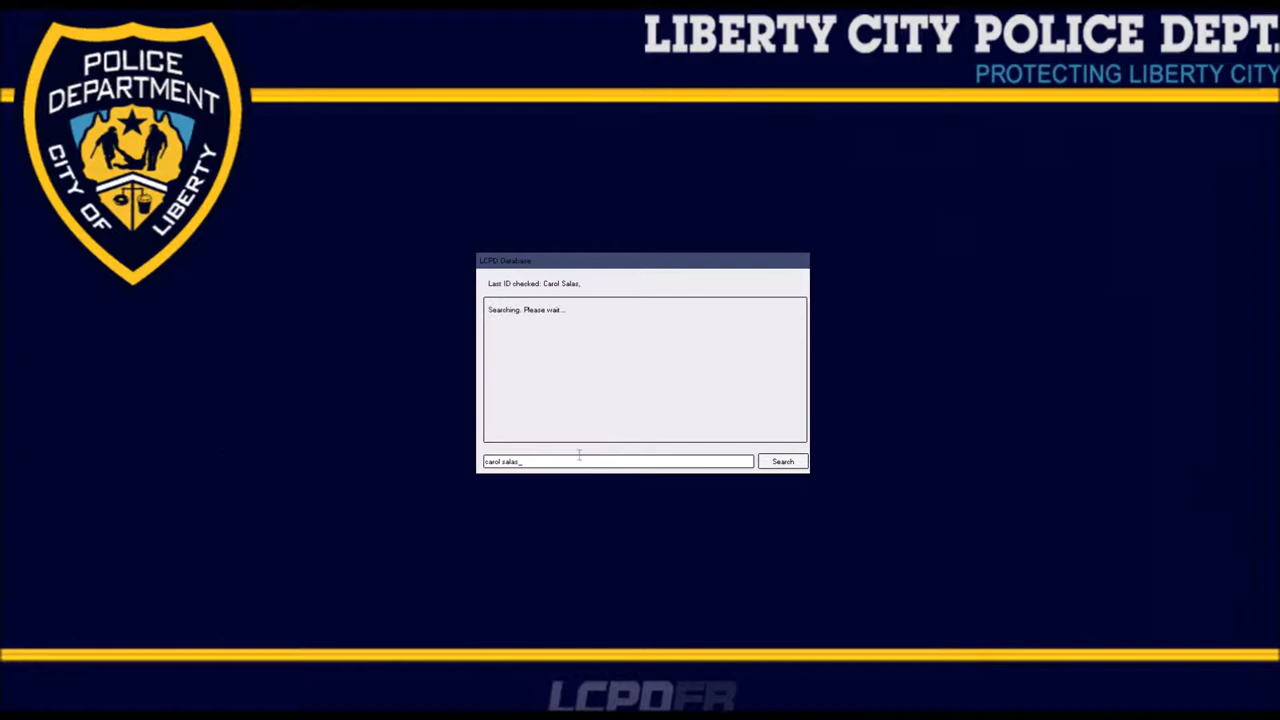 LIBERTY CITY POLICE DEPT.
PROTECTING LIBERTY CITY
POLICE
DEPARTMENT
CITY OF
LIBERTY
LCPD Database
Last ID checked: Carol Salas,
Searching. Please wait...
carol salas_
Search
LCPDFR